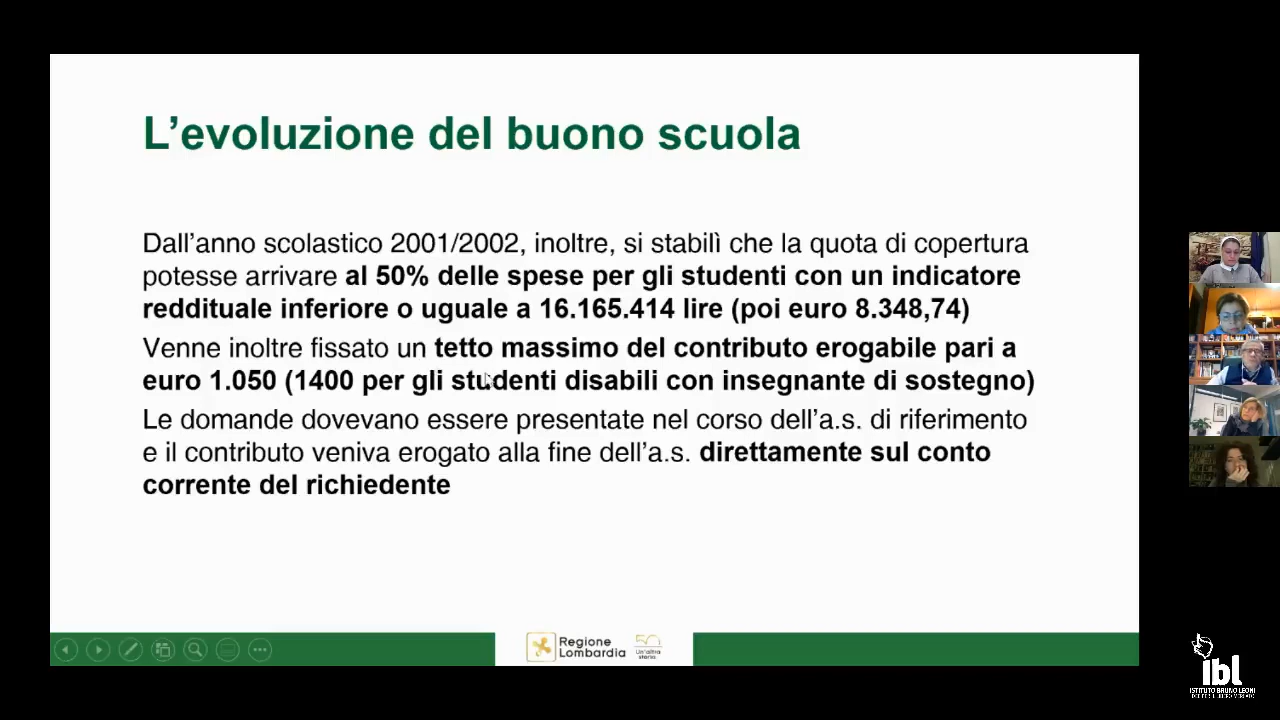 L'evoluzione del buono scuola
Dall'anno scolastico 2001/2002, inoltre, si stabilì che la quota di copertura
potesse arrivare al 50% delle spese per gli studenti con un indicatore
reddituale inferiore o uguale a 16.165.414 lire (poi euro 8.348,74)
Venne inoltre fissato un tetto massimo del contributo erogabile pari a
euro 1.050 (1400 per gli studenti disabili con insegnante di sostegno)
Le domande dovevano essere presentate nel corso dell'a.s. di riferimento
e il contributo veniva erogato alla fine dell'a.s. direttamente sul conto
corrente del richiedente
Regione
Lombardia
50
Un'altra
storia
ibl
ISTITUTO BRUNO LEONI